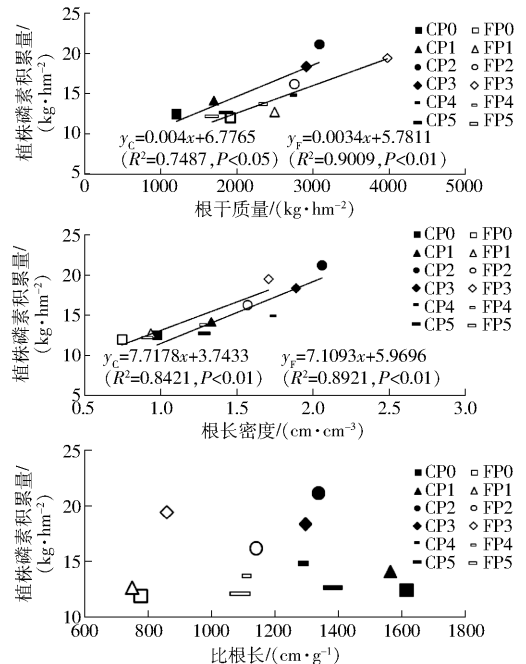 25
20
15
10
5
0
植株磷素积累量/
(kg·hm⁻²)
CP0 FP0
CP1 FP1
CP2 FP2
CP3 FP3
CP4 FP4
CP5 FP5
y_C=0.004x+6.7765 y_F=0.0034x+5.7811
(R²=0.7487,P<0.05) (R²=0.9009,P<0.01)
0 1000 2000 3000 4000 5000
根干质量/(kg·hm⁻²)
25
20
15
10
5
植株磷素积累量/
(kg·hm⁻²)
CP0 FP0
CP1 FP1
CP2 FP2
CP3 FP3
CP4 FP4
CP5 FP5
y_C=7.7178x+3.7433 y_F=7.1093x+5.9696
(R²=0.8421,P<0.01) (R²=0.8921,P<0.01)
0.5 1.0 1.5 2.0 2.5 3.0
根长密度/(cm·cm⁻³)
25
20
15
10
植株磷素积累量/
(kg·hm⁻²)
CP0 FP0
CP1 FP1
CP2 FP2
CP3 FP3
CP4 FP4
CP5 FP5
600 800 1000 1200 1400 1600 1800
比根长/(cm·g⁻¹)